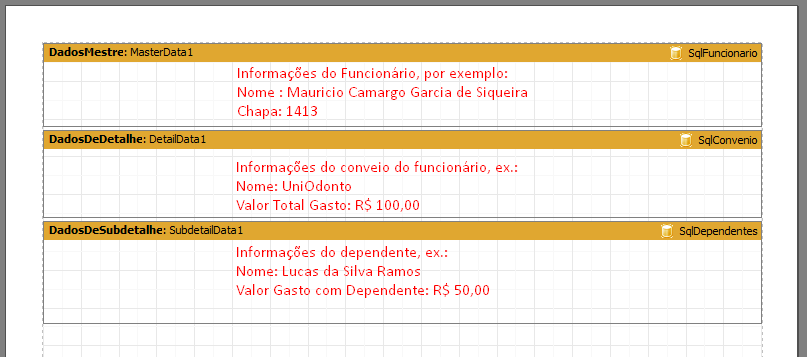 DadosMestre: MasterData1 SqlFuncionario
Informações do Funcionário, por exemplo:
Nome : Mauricio Camargo Garcia de Siqueira
Chapa: 1413
DadosDeDetalhe: DetailData1 SqlConvenio
Informações do conveio do funcionário, ex.:
Nome: UniOdonto
Valor Total Gasto: R$ 100,00
DadosDeSubdetalhe: SubdetailData1 SqlDependentes
Informações do dependente, ex.:
Nome: Lucas da Silva Ramos
Valor Gasto com Dependente: R$ 50,00